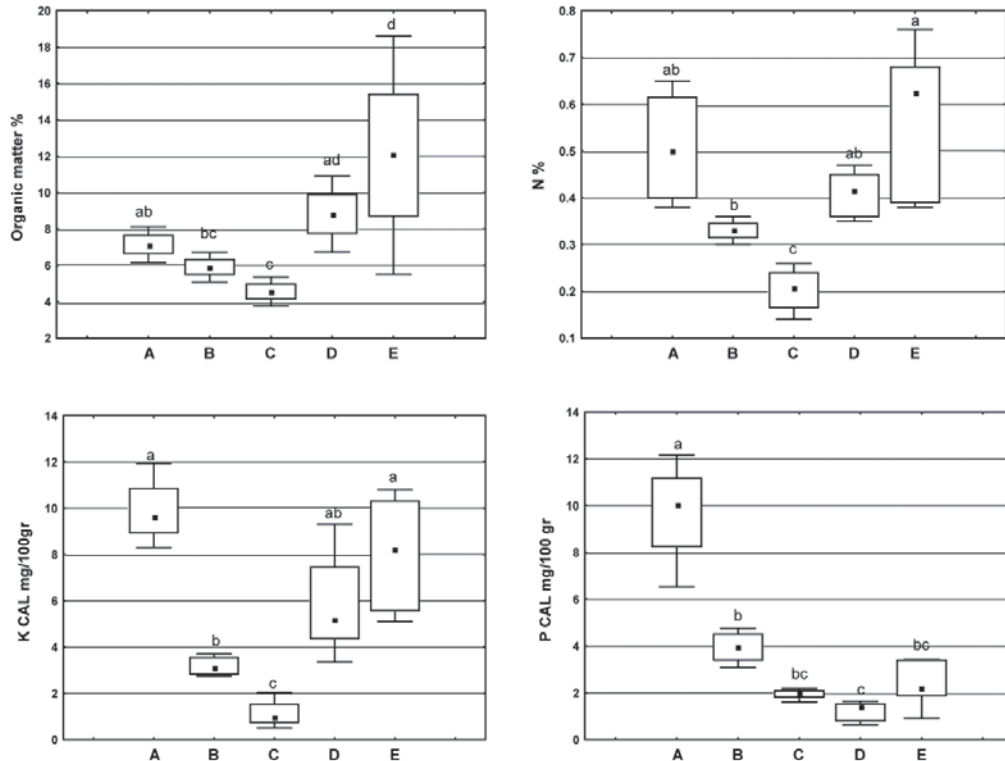 Organic matter %
20
18
16
14
12
10
8
6
4
2
ab
bc
c
ad
d
A B C D E
N %
0.8
0.7
0.6
0.5
0.4
0.3
0.2
0.1
ab
b
c
ab
a
A B C D E
K CAL mg/100gr
14
12
10
8
6
4
2
0
a
b
c
ab
a
A B C D E
P CAL mg/100 gr
14
12
10
8
6
4
2
0
a
b
bc
c
bc
A B C D E